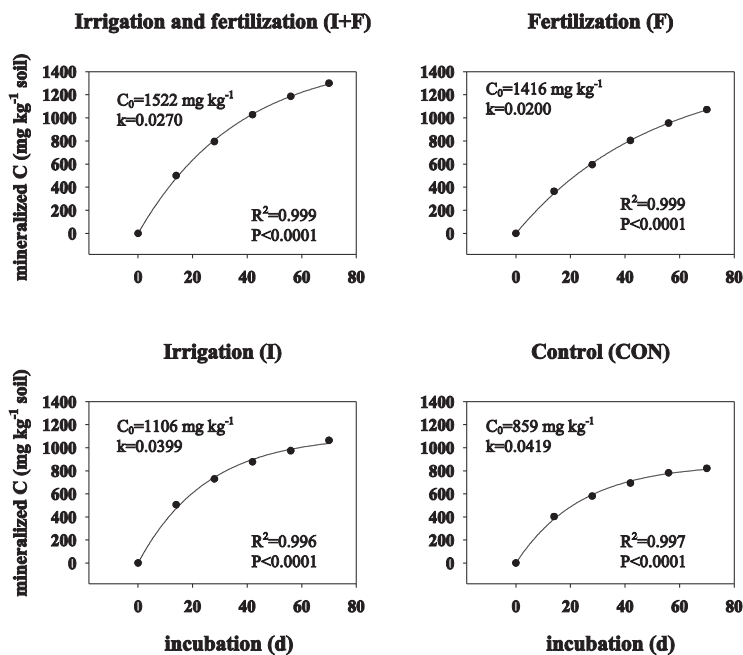 Irrigation and fertilization (I+F)
Fertilization (F)
mineralized C (mg kg⁻¹ soil)
1400
1200
1000
800
600
400
200
0
C₀=1522 mg kg⁻¹
k=0.0270
R²=0.999
P<0.0001
0 20 40 60 80
1400
1200
1000
800
600
400
200
0
C₀=1416 mg kg⁻¹
k=0.0200
R²=0.999
P<0.0001
0 20 40 60 80
Irrigation (I)
Control (CON)
mineralized C (mg kg⁻¹ soil)
1400
1200
1000
800
600
400
200
0
C₀=1106 mg kg⁻¹
k=0.0399
R²=0.996
P<0.0001
0 20 40 60 80
incubation (d)
1400
1200
1000
800
600
400
200
0
C₀=859 mg kg⁻¹
k=0.0419
R²=0.997
P<0.0001
0 20 40 60 80
incubation (d)